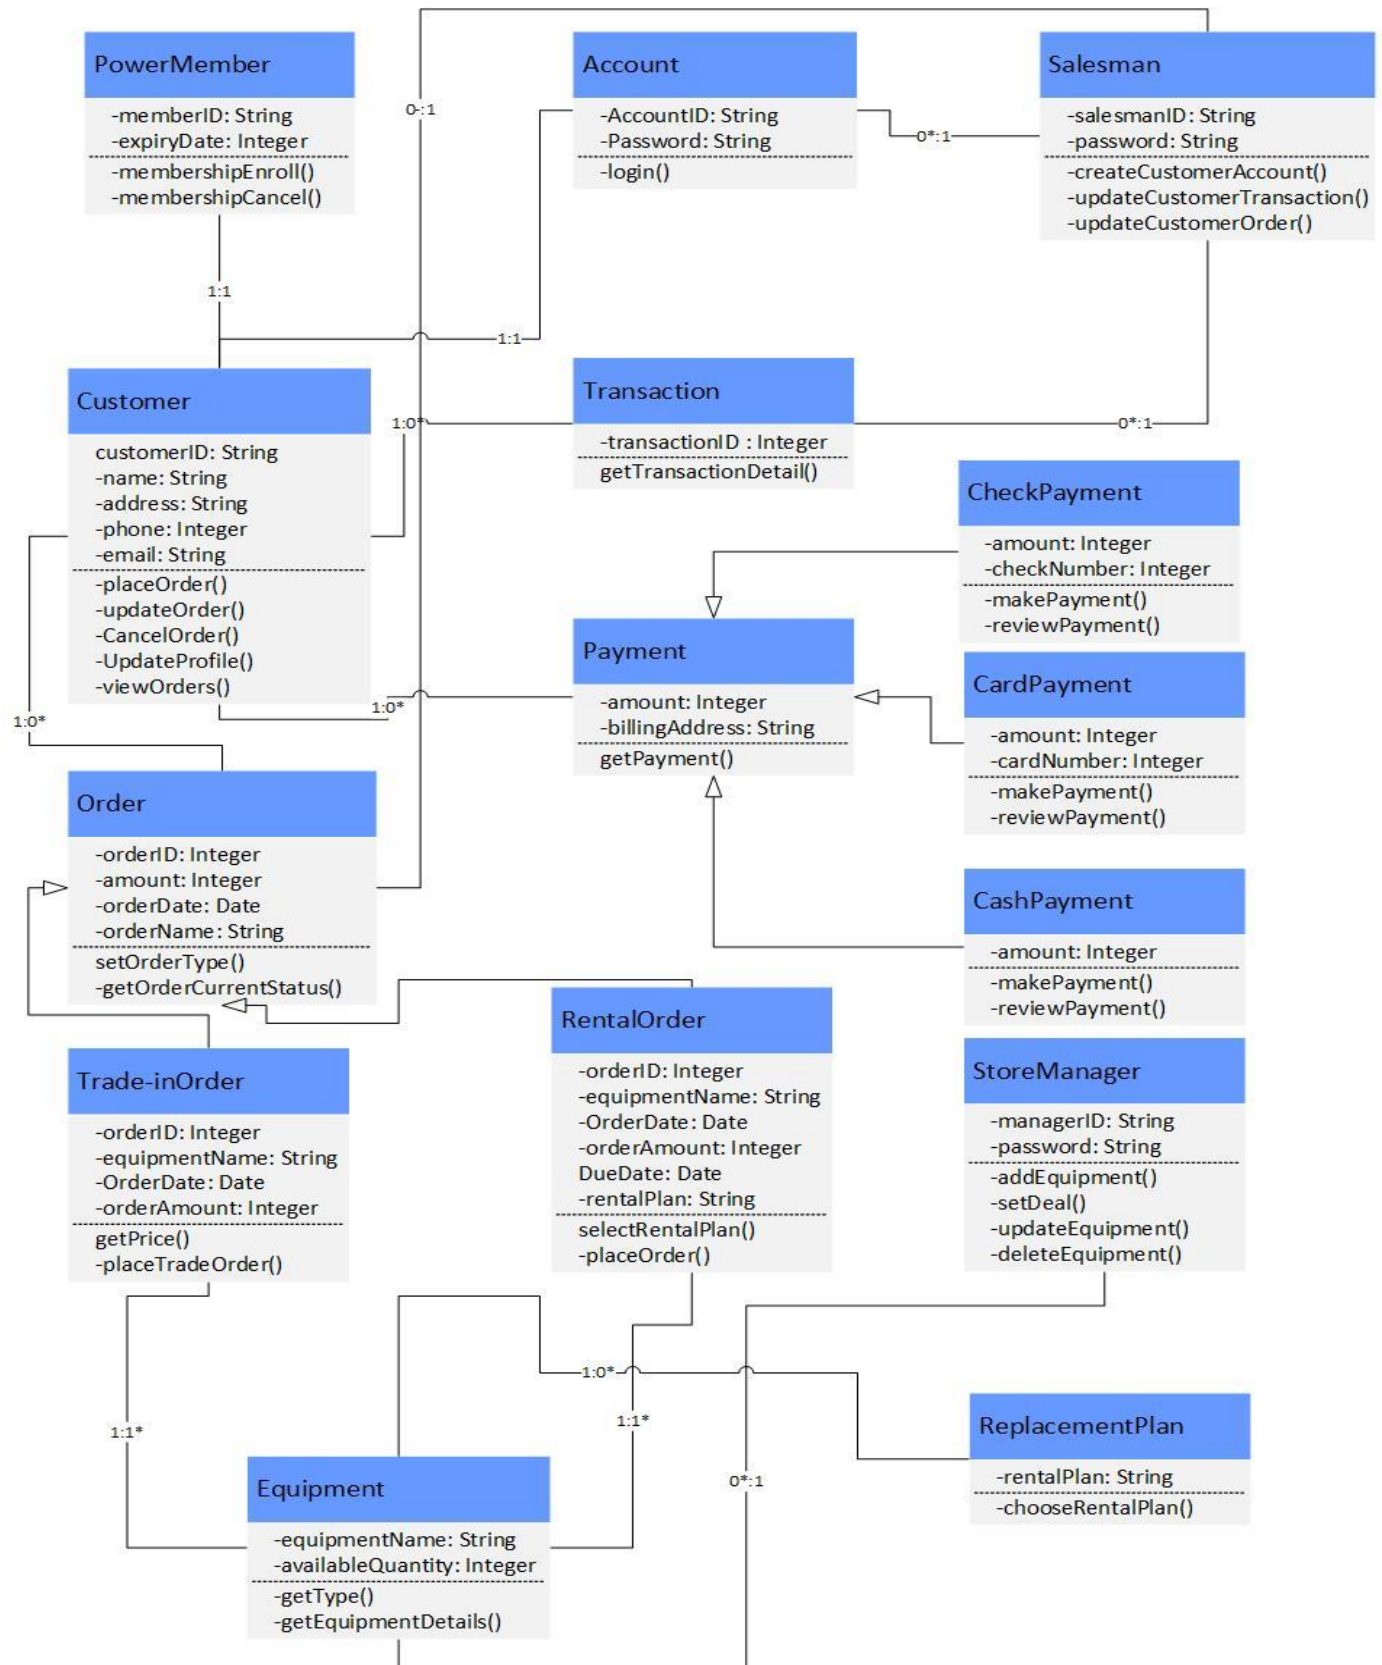 PowerMember
-memberID: String
-expiryDate: Integer
-membershipEnroll()
-membershipCancel()
Account
-AccountID: String
-Password: String
-login()
Salesman
-salesmanID: String
-password: String
-createCustomerAccount()
-updateCustomerTransaction()
-updateCustomerOrder()
0-:1
0*:1
1:1
1:1
Customer
customerID: String
-name: String
-address: String
-phone: Integer
-email: String
-placeOrder()
-updateOrder()
-CancelOrder()
-UpdateProfile()
-viewOrders()
1:0*
Transaction
-transactionID : Integer
getTransactionDetail()
0*:1
CheckPayment
-amount: Integer
-checkNumber: Integer
-makePayment()
-reviewPayment()
Payment
-amount: Integer
-billingAddress: String
getPayment()
CardPayment
-amount: Integer
-cardNumber: Integer
-makePayment()
-reviewPayment()
1:0*
1:0*
Order
-orderID: Integer
-amount: Integer
-orderDate: Date
-orderName: String
setOrderType()
-getOrderCurrentStatus()
CashPayment
-amount: Integer
-makePayment()
-reviewPayment()
RentalOrder
-orderID: Integer
-equipmentName: String
-OrderDate: Date
-orderAmount: Integer
DueDate: Date
-rentalPlan: String
selectRentalPlan()
-placeOrder()
Trade-inOrder
-orderID: Integer
-equipmentName: String
-OrderDate: Date
-orderAmount: Integer
getPrice()
-placeTradeOrder()
StoreManager
-managerID: String
-password: String
-addEquipment()
-setDeal()
-updateEquipment()
-deleteEquipment()
1:0*
1:1*
1:1*
0*:1
ReplacementPlan
-rentalPlan: String
-chooseRentalPlan()
Equipment
-equipmentName: String
-availableQuantity: Integer
-getType()
-getEquipmentDetails()